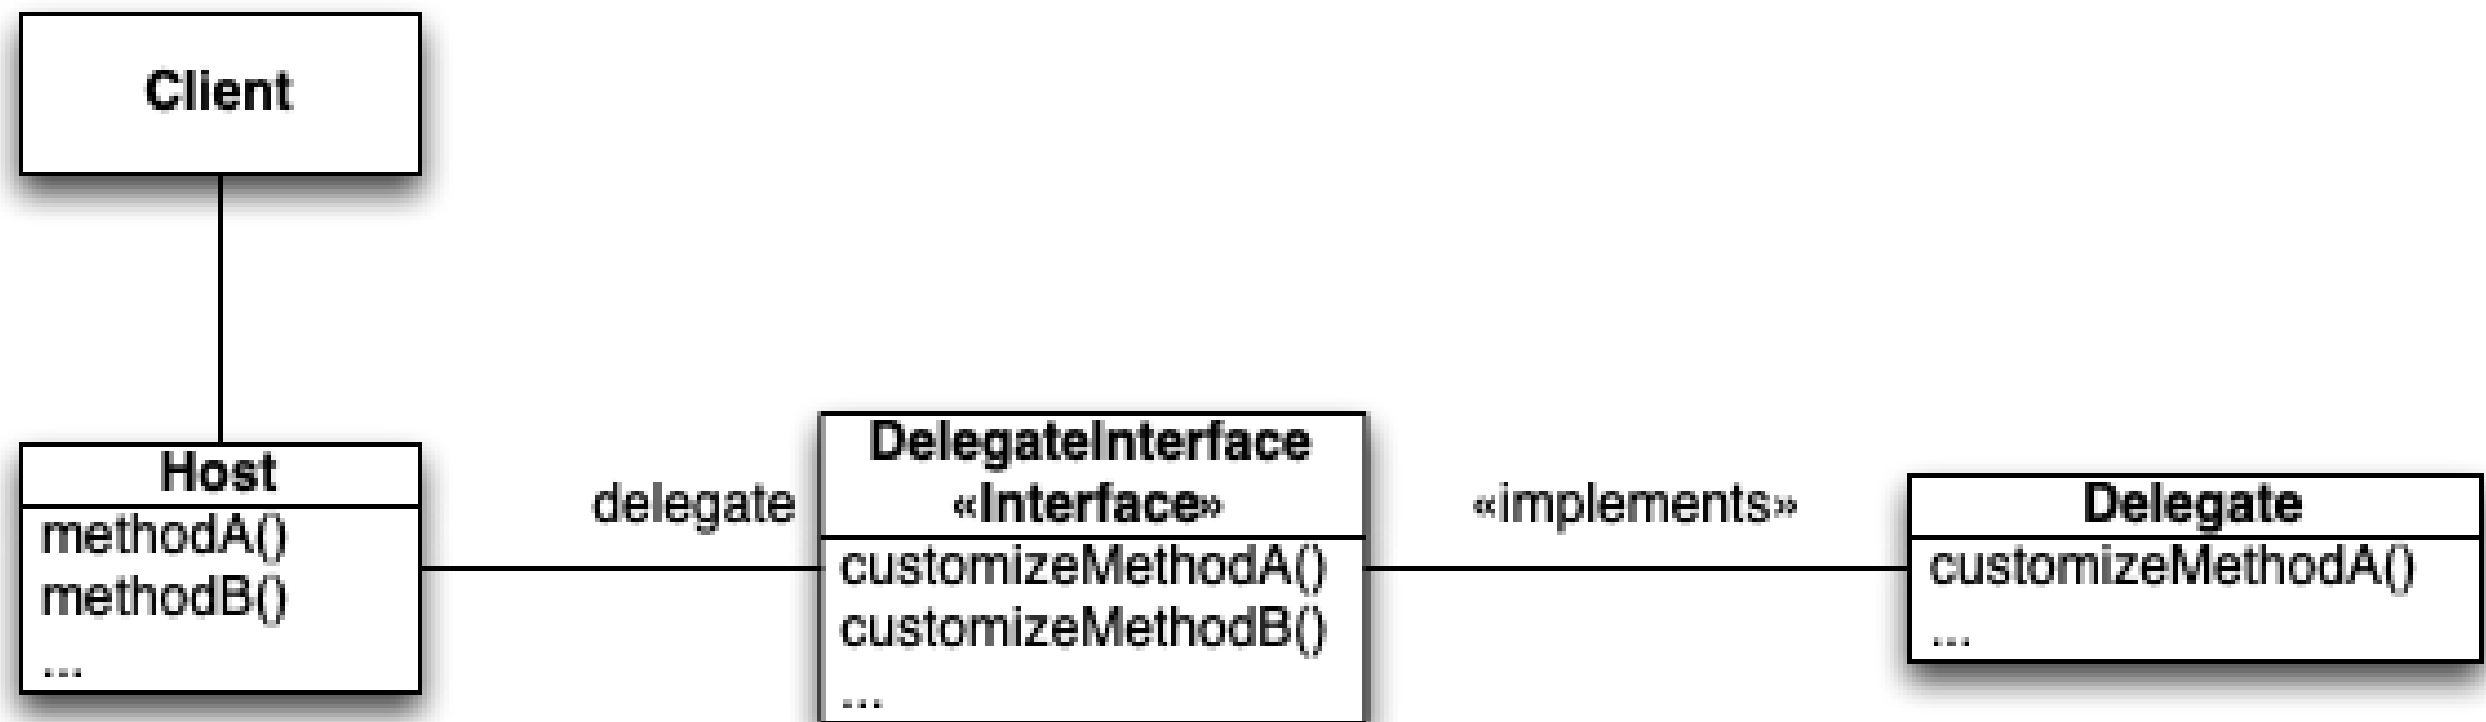 Client
Host
methodA()
methodB()
...
delegate
DelegateInterface
«Interface»
customizeMethodA()
customizeMethodB()
...
«implements»
Delegate
customizeMethodA()
...